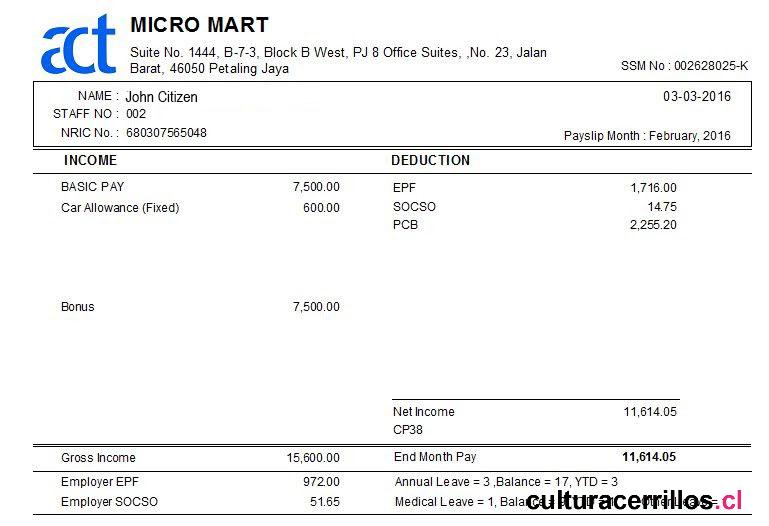 act
MICRO MART
Suite No. 1444, B-7-3, Block B West, PJ 8 Office Suites, ,No. 23, Jalan
Barat, 46050 Petaling Jaya
SSM No : 002628025-K
NAME : John Citizen
03-03-2016
STAFF NO : 002
NRIC No. : 680307565048
Payslip Month : February, 2016
INCOME DEDUCTION
BASIC PAY 7,500.00 EPF 1,716.00
Car Allowance (Fixed) 600.00 SOCSO 14.75
PCB 2,255.20
Bonus 7,500.00
Net Income 11,614.05
CP38
Gross Income 15,600.00 End Month Pay 11,614.05
Employer EPF 972.00 Annual Leave = 3 ,Balance = 17, YTD = 3
Employer SOCSO 51.65 Medical Leave = 1,
culturacerrillos.cl